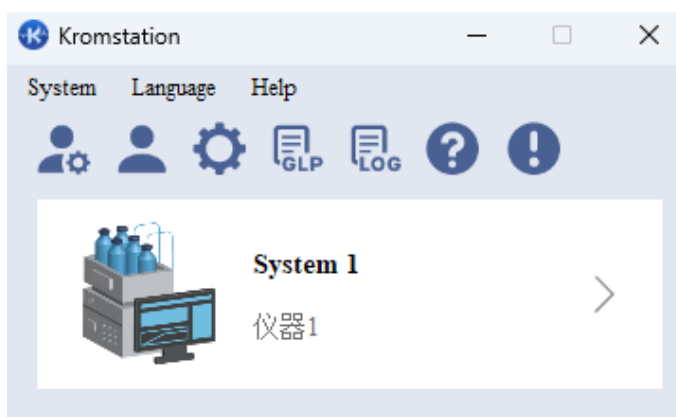 Kromstation
System Language Help
GLP LOG ? !
System 1
仪器1